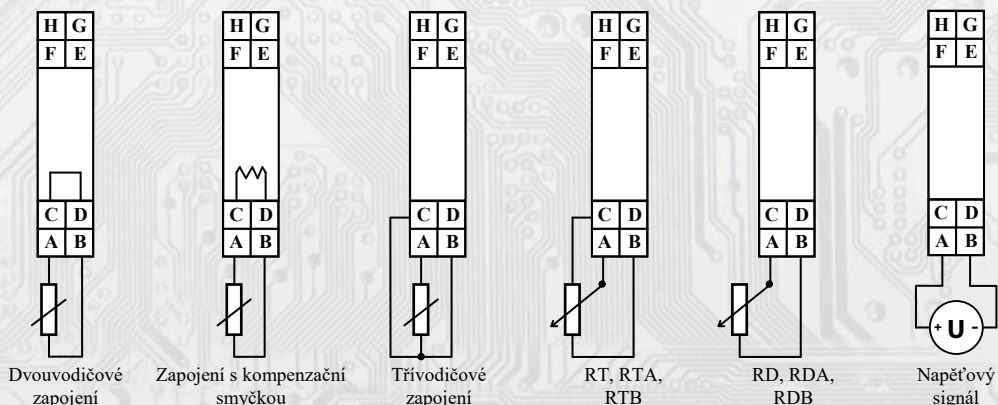 H G H G H G H G H G H G
F E F E F E F E F E F E
C D C D C D C D C D C D
A B A B A B A B A B A B
+ U -
Dvouvodičové
zapojení
Zapojení s kompenzační
smyčkou
Třívodičové
zapojení
RT, RTA,
RTB
RD, RDA,
RDB
Napěťový
signál